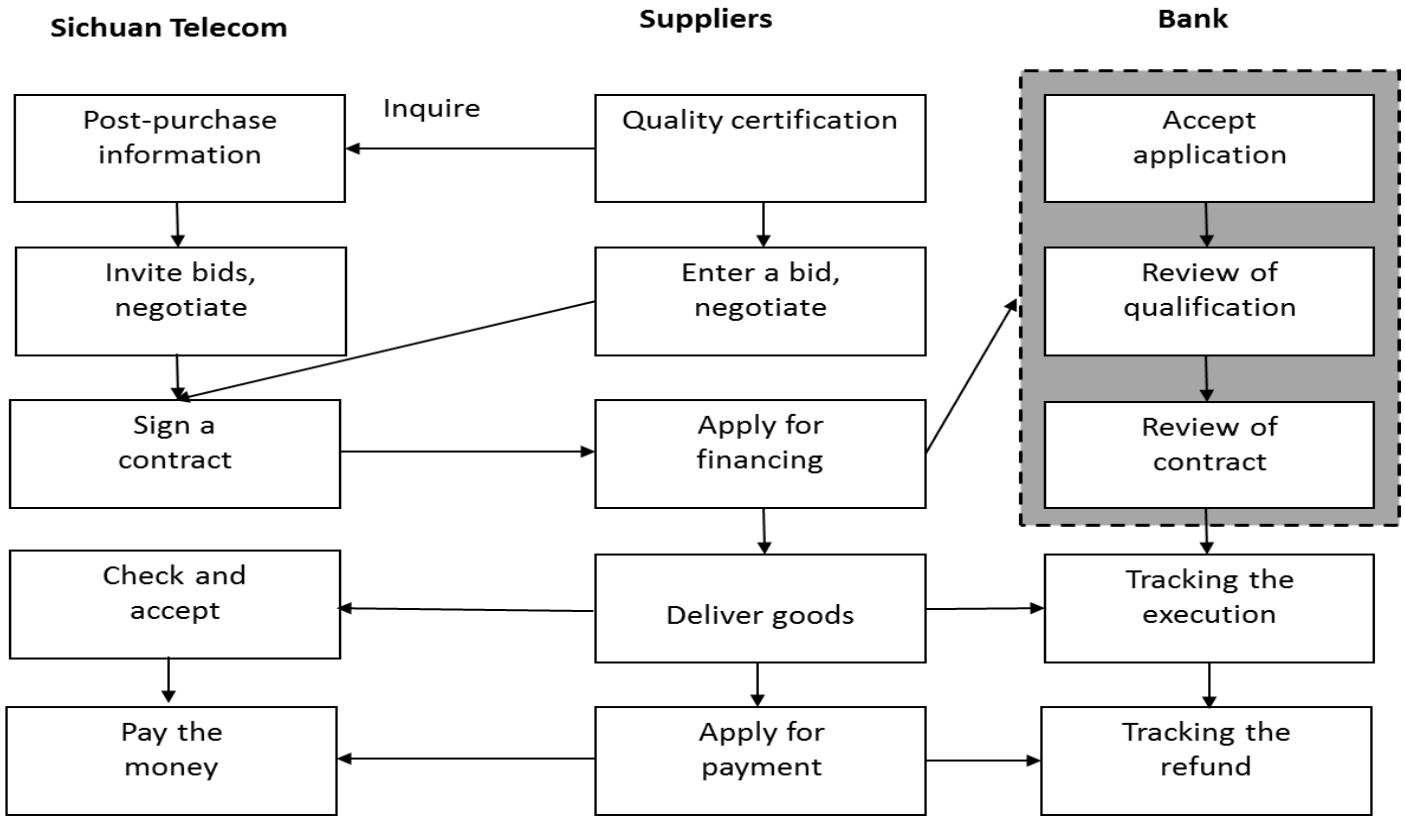 Sichuan Telecom
Suppliers
Bank
Post-purchase
information
Inquire
Quality certification
Accept
application
Invite bids,
negotiate
Enter a bid,
negotiate
Review of
qualification
Sign a
contract
Apply for
financing
Review of
contract
Check and
accept
Deliver goods
Tracking the
execution
Pay the
money
Apply for
payment
Tracking the
refund